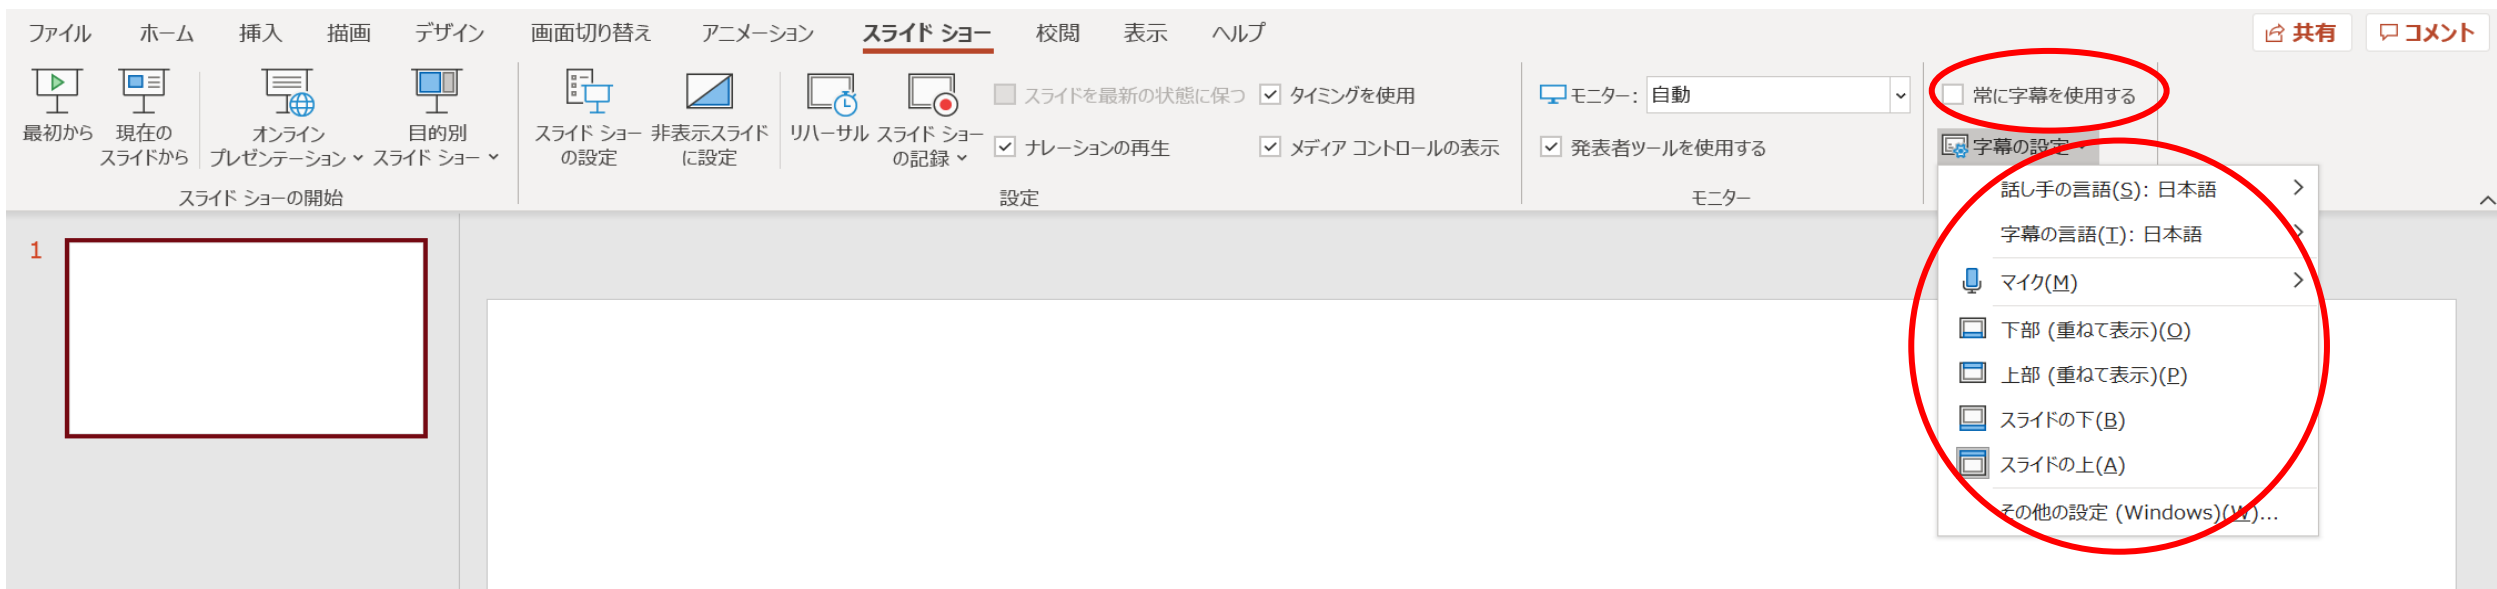 ファイル ホーム 挿入 描画 デザイン 画面切り替え アニメーション スライド ショー 校閲 表示 ヘルプ 共有 コメント
最初から
現在の
スライドから
オンライン
プレゼンテーション
目的別
スライド ショー
スライド ショーの開始
スライド ショー
の設定
非表示スライド
に設定
リハーサル
スライド ショー
の記録
スライドを最新の状態に保つ
ナレーションの再生
タイミングを使用
メディア コントロールの表示
設定
モニター: 自動
発表者ツールを使用する
モニター
常に字幕を使用する
字幕の設定
話し手の言語(S): 日本語
字幕の言語(T): 日本語
マイク(M)
下部 (重ねて表示)(O)
上部 (重ねて表示)(P)
スライドの下(B)
スライドの上(A)
その他の設定 (Windows)(W)...
1